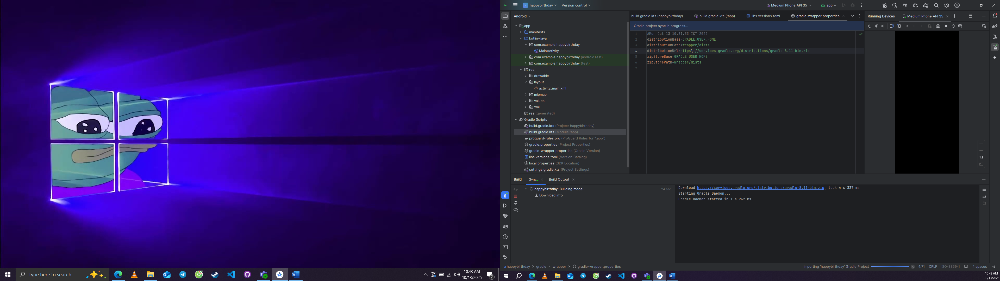 Type here to search
10:43 AM
10/13/2025
7
H happybirthday
Version control
Medium Phone API 35
app
Android
build.gradle.kts (happybirthday)
build.gradle.kts (:app)
libs.versions.toml
gradle-wrapper.properties
Running Devices
Medium Phone API 35
Gradle project sync in progress...
app
manifests
kotlin+java
com.example.happybirthday
MainActivity
com.example.happybirthday (androidTest)
com.example.happybirthday (test)
res
drawable
layout
activity_main.xml
mipmap
values
xml
res (generated)
Gradle Scripts
build.gradle.kts (Project: happybirthday)
build.gradle.kts (Module :app)
proguard-rules.pro (ProGuard Rules for ":app")
gradle.properties (Project Properties)
gradle-wrapper.properties (Gradle Version)
libs.versions.toml (Version Catalog)
local.properties (SDK Location)
settings.gradle.kts (Project Settings)
1 #Mon Oct 13 10:31:33 ICT 2025
2 distributionBase=GRADLE_USER_HOME
3 distributionPath=wrapper/dists
4 distributionUrl=https\://services.gradle.org/distributions/gradle-8.11-bin.zip
5 zipStoreBase=GRADLE_USER_HOME
6 zipStorePath=wrapper/dists
7
1:1
Build
Sync
Build Output
happybirthday: Building model...
24 sec
Download info
Download https://services.gradle.org/distributions/gradle-8.11-bin.zip, took 4 s 337 ms
Starting Gradle Daemon...
Gradle Daemon started in 1 s 242 ms
happybirthday > gradle > wrapper > gradle-wrapper.properties
Importing 'happybirthday' Gradle Project
4:71
CRLF
ISO-8859-1
4 spaces
10:43 AM
10/13/2025